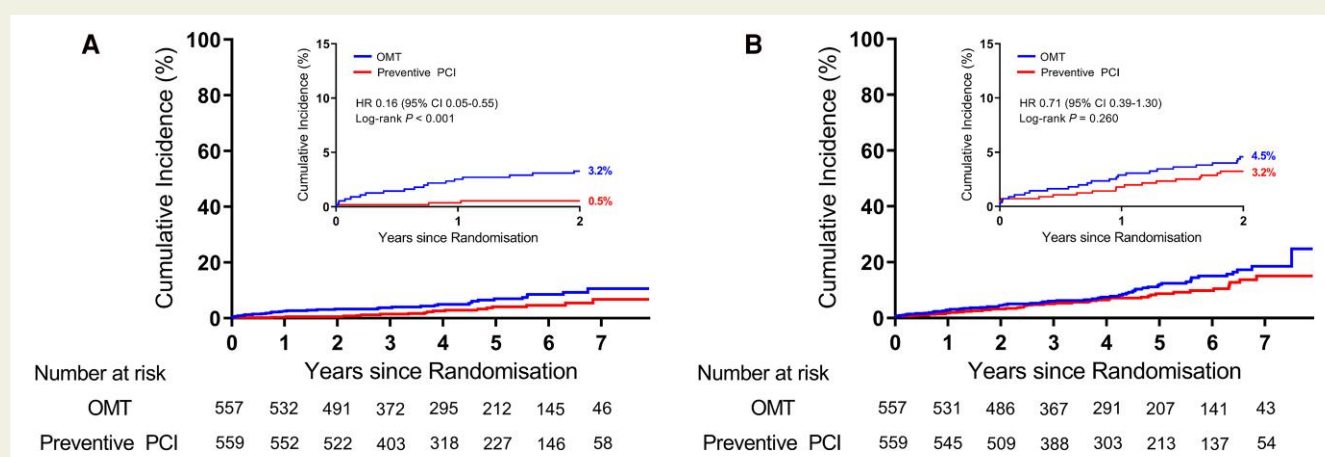 A
Cumulative Incidence (%)
100
80
60
40
20
0
0 1 2 3 4 5 6 7
Years since Randomisation
Cumulative Incidence (%)
15
10
5
0
OMT
Preventive PCI
HR 0.16 (95% CI 0.05-0.55)
Log-rank P < 0.001
3.2%
0.5%
0 1 2
Years since Randomisation
Number at risk
OMT 557 532 491 372 295 212 145 46
Preventive PCI 559 552 522 403 318 227 146 58
B
Cumulative Incidence (%)
100
80
60
40
20
0
0 1 2 3 4 5 6 7
Years since Randomisation
Cumulative Incidence (%)
15
10
5
0
OMT
Preventive PCI
HR 0.71 (95% CI 0.39-1.30)
Log-rank P = 0.260
4.5%
3.2%
0 1 2
Years since Randomisation
Number at risk
OMT 557 531 486 367 291 207 141 43
Preventive PCI 559 545 509 388 303 213 137 54